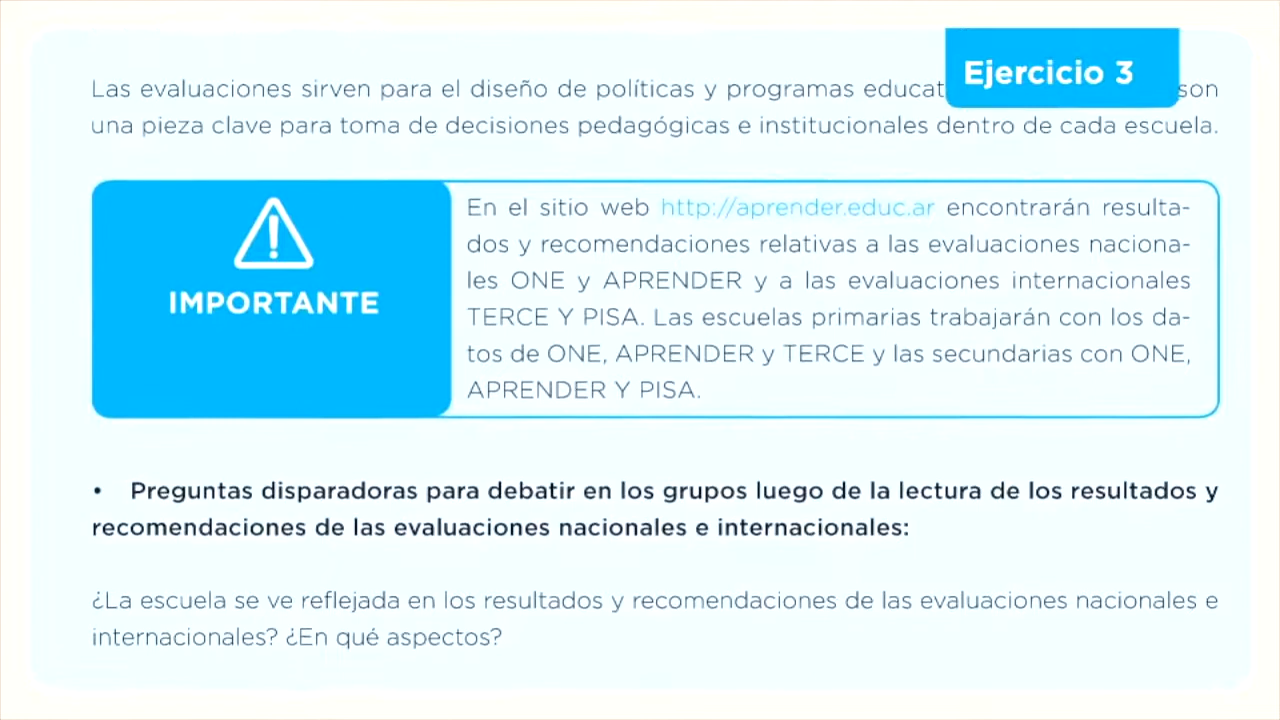 Ejercicio 3
Las evaluaciones sirven para el diseño de políticas y programas son
una pieza clave para toma de decisiones pedagógicas e institucionales dentro de cada escuela.
IMPORTANTE
En el sitio web http://aprender.educ.ar encontrarán resulta-
dos y recomendaciones relativas a las evaluaciones naciona-
les ONE y APRENDER y a las evaluaciones internacionales
TERCE Y PISA. Las escuelas primarias trabajarán con los da-
tos de ONE, APRENDER y TERCE y las secundarias con ONE,
APRENDER Y PISA.
• Preguntas disparadoras para debatir en los grupos luego de la lectura de los resultados y
recomendaciones de las evaluaciones nacionales e internacionales:
¿La escuela se ve reflejada en los resultados y recomendaciones de las evaluaciones nacionales e
internacionales? ¿En qué aspectos?